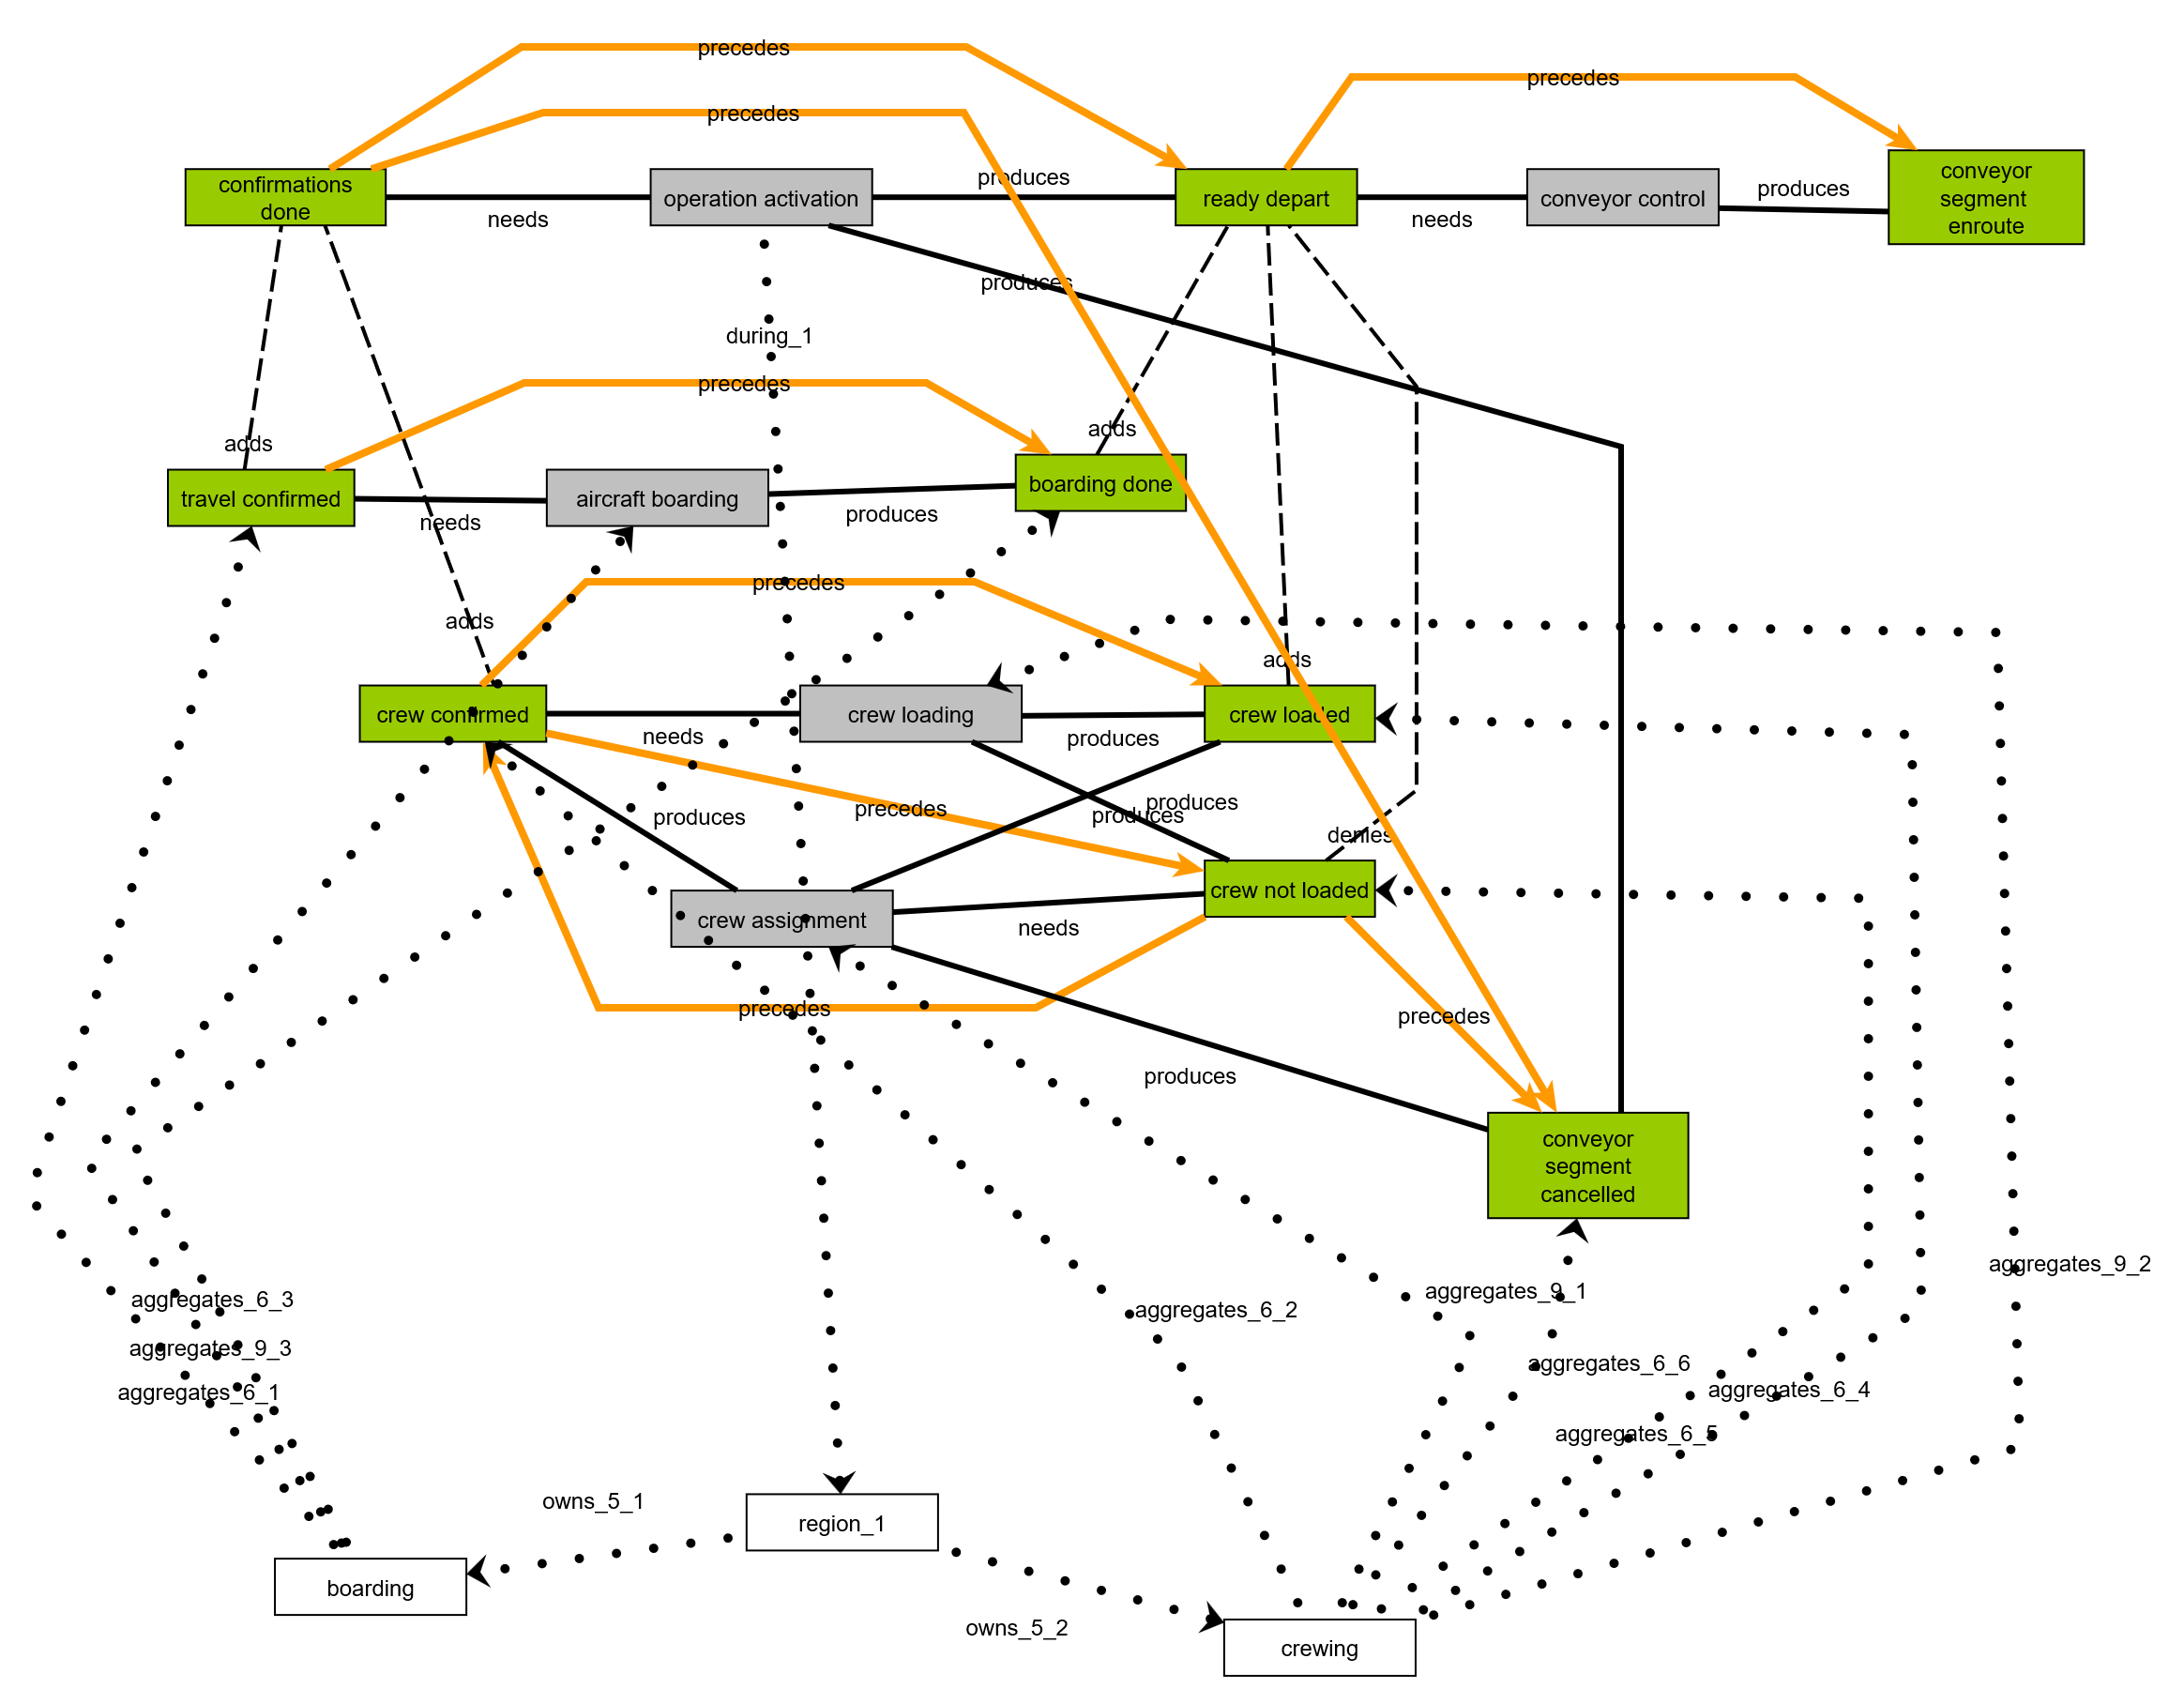 precedes
precedes
precedes
confirmations
done
needs
operation activation
produces
ready depart
needs
conveyor control
produces
conveyor
segment
enroute
produces
during_1
precedes
adds
adds
travel confirmed
needs
aircraft boarding
produces
boarding done
precedes
adds
adds
crew confirmed
needs
crew loading
produces
crew loaded
produces
precedes
produces
produces
denies
crew assignment
needs
crew not loaded
precedes
precedes
produces
conveyor
segment
cancelled
aggregates_6_3
aggregates_9_3
aggregates_6_1
aggregates_6_2
aggregates_9_1
aggregates_9_2
aggregates_6_6
aggregates_6_4
aggregates_6_5
owns_5_1
region_1
boarding
owns_5_2
crewing